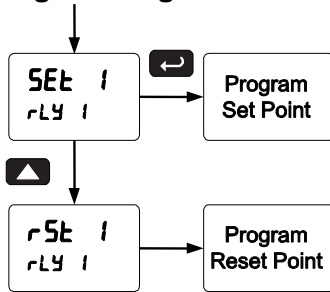 SEt 1
rLY 1
Program
Set Point
rSt 1
rLY 1
Program
Reset Point